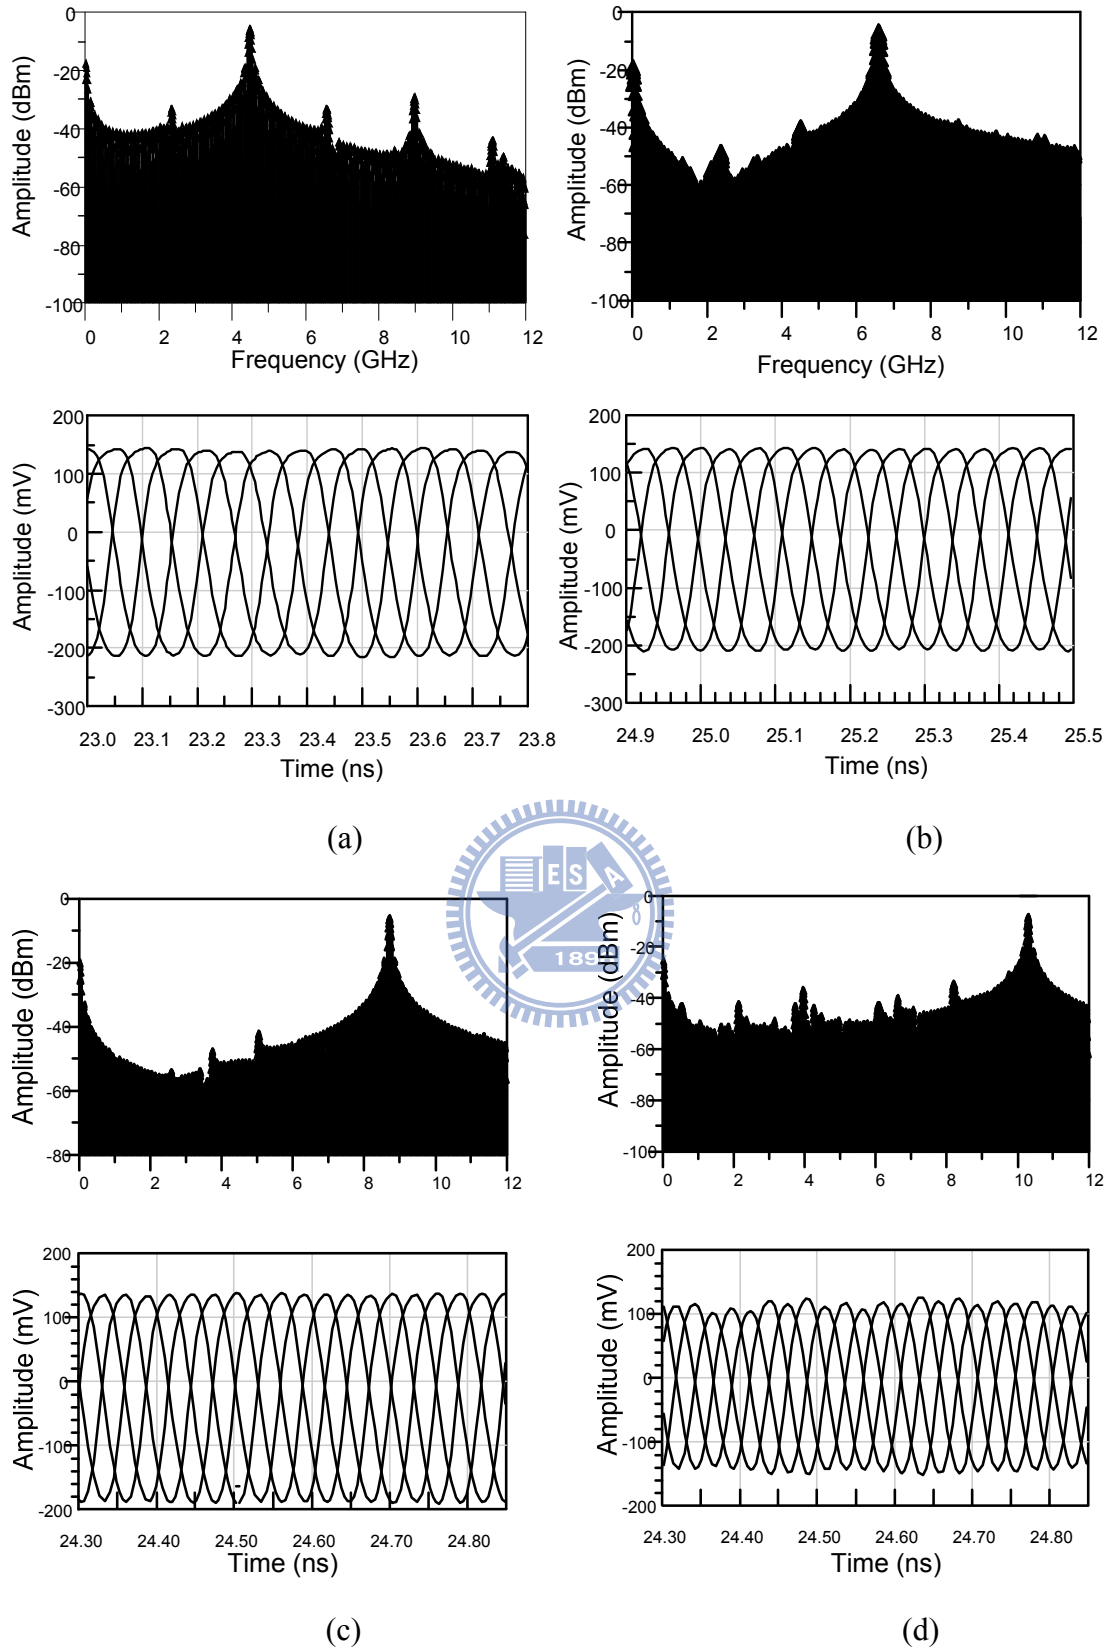 0
-20
-40
-60
-80
-100
Amplitude (dBm)
0 2 4 6 8 10 12
Frequency (GHz)
0
-20
-40
-60
-80
-100
Amplitude (dBm)
0 2 4 6 8 10 12
Frequency (GHz)
200
100
0
-100
-200
-300
Amplitude (mV)
23.0 23.1 23.2 23.3 23.4 23.5 23.6 23.7 23.8
Time (ns)
(a)
200
100
0
-100
-200
-300
Amplitude (mV)
24.9 25.0 25.1 25.2 25.3 25.4 25.5
Time (ns)
(b)
E S A
189
0
-20
-40
-60
-80
Amplitude (dBm)
0 2 4 6 8 10 12
0
-20
-40
-60
-80
-100
Amplitude (dBm)
0 2 4 6 8 10 12
200
100
0
-100
-200
Amplitude (mV)
24.30 24.40 24.50 24.60 24.70 24.80
Time (ns)
(c)
200
100
0
-100
-200
Amplitude (mV)
24.30 24.40 24.50 24.60 24.70 24.80
Time (ns)
(d)